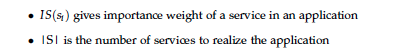 • IS(sᵢ) gives importance weight of a service in an application
• |S| is the number of services to realize the application